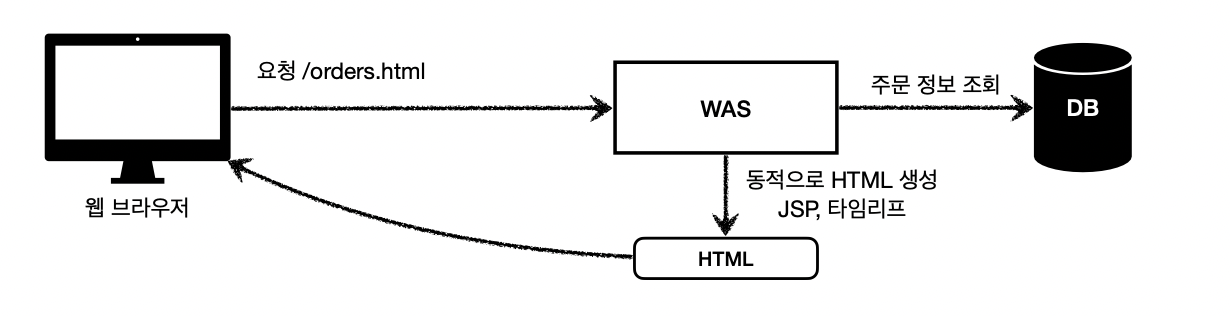 요청 /orders.html
WAS
주문 정보 조회
DB
웹 브라우저
동적으로 HTML 생성
JSP, 타임리프
HTML